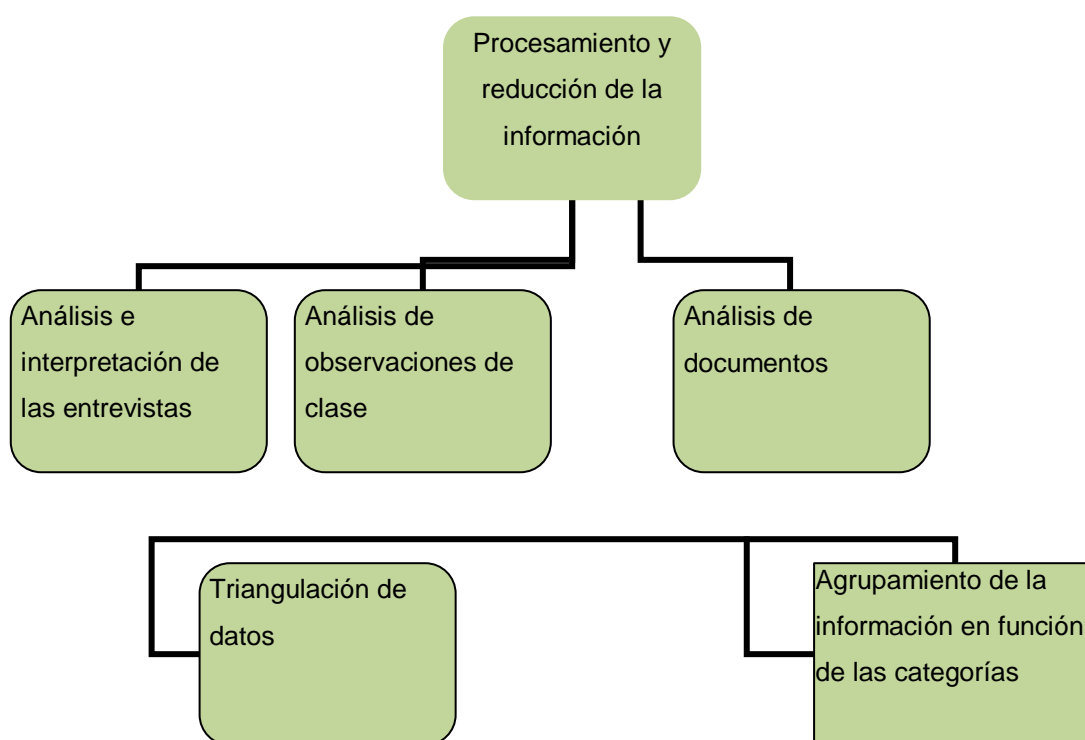 Procesamiento y
reducción de la
información
Análisis e
interpretación de
las entrevistas
Análisis de
observaciones de
clase
Análisis de
documentos
Triangulación de
datos
Agrupamiento de la
información en función
de las categorías